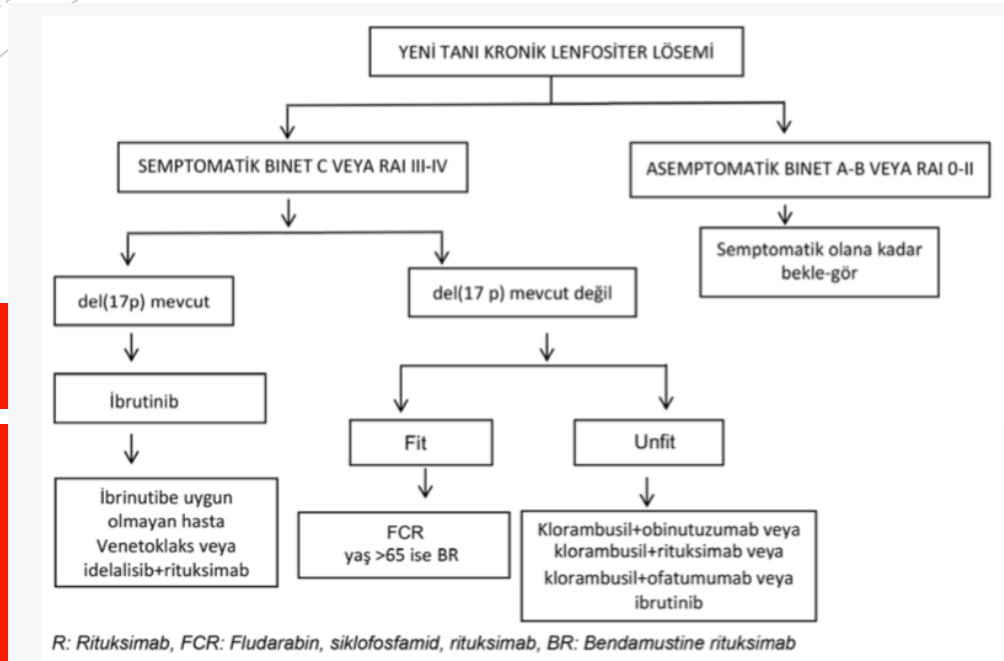 YENİ TANI KRONİK LENFOSİTER LÖSEMİ
SEMPTOMATİK BINET C VEYA RAI III-IV
ASEMPTOMATİK BINET A-B VEYA RAI 0-II
Semptomatik olana kadar
bekle-gör
del(17p) mevcut
del(17 p) mevcut değil
İbrutinib
Fit
Unfit
İbrinutibe uygun
olmayan hasta
Venetoklaks veya
idelalisib+rituksimab
FCR
yaş >65 ise BR
Klorambusil+obinutuzumab veya
klorambusil+rituksimab veya
klorambusil+ofatumumab veya
ibrutinib
R: Rituksimab, FCR: Fludarabin, siklofosfamid, rituksimab, BR: Bendamustine rituksimab